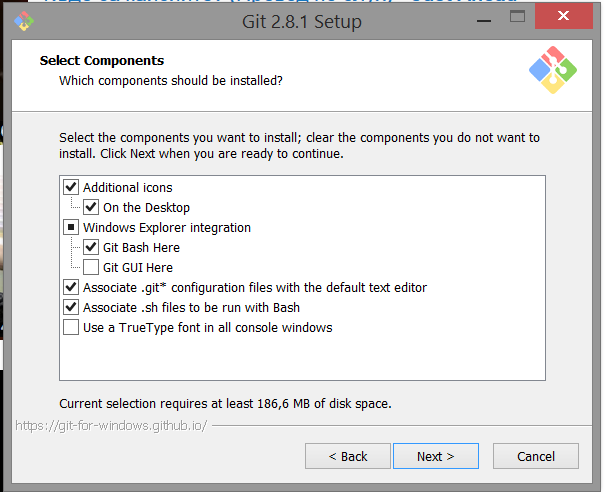 Git 2.8.1 Setup
Select Components
Which components should be installed?
Select the components you want to install; clear the components you do not want to
install. Click Next when you are ready to continue.
Additional icons
On the Desktop
Windows Explorer integration
Git Bash Here
Git GUI Here
Associate .git* configuration files with the default text editor
Associate .sh files to be run with Bash
Use a TrueType font in all console windows
Current selection requires at least 186,6 MB of disk space.
https://git-for-windows.github.io/
< Back
Next >
Cancel